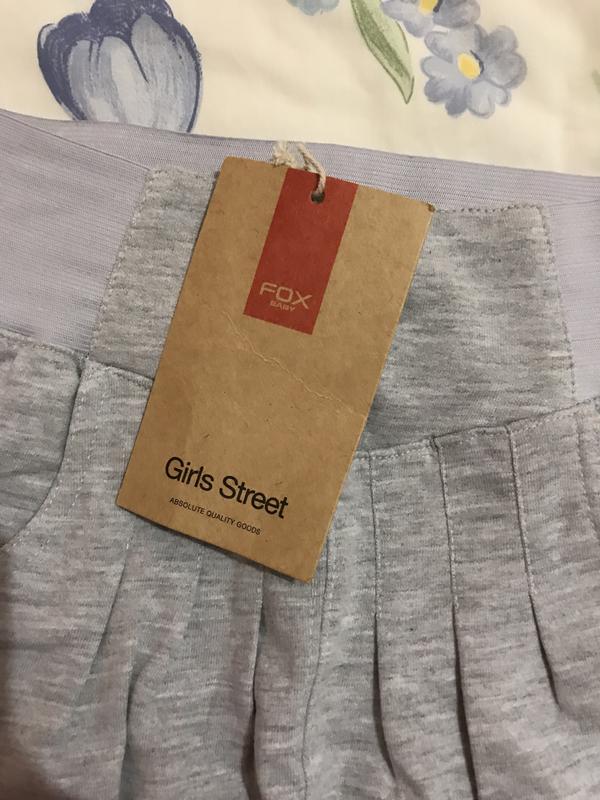 FOX
BABY
Girls Street
ABSOLUTE QUALITY GOODS